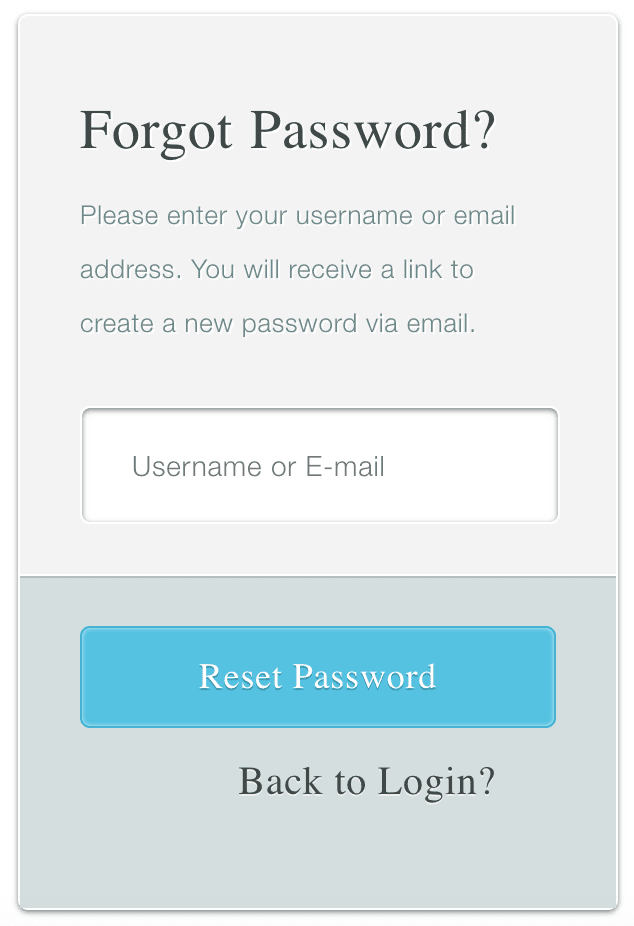 Forgot Password?
Please enter your username or email
address. You will receive a link to
create a new password via email.
Username or E-mail
Reset Password
Back to Login?